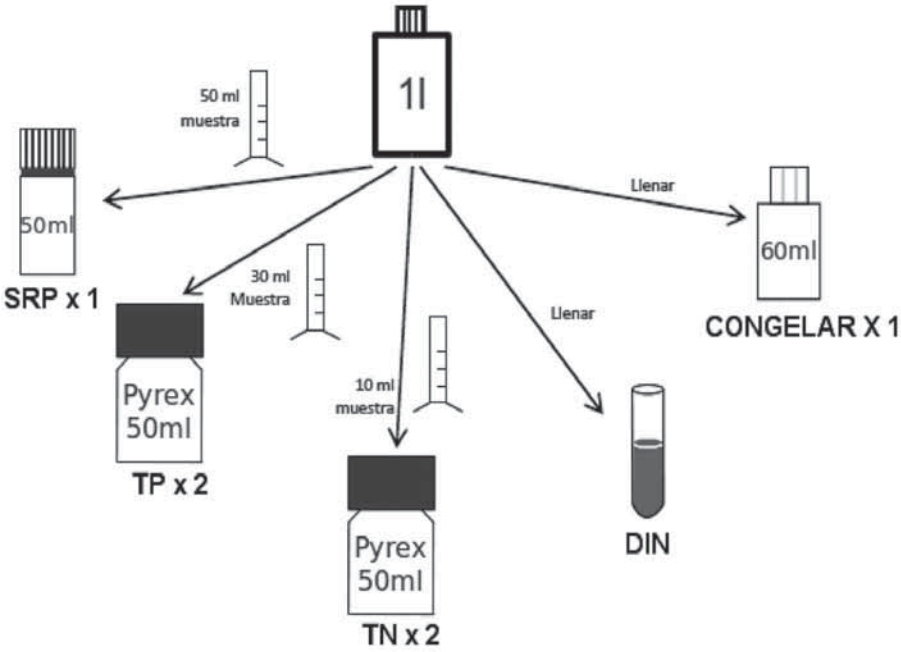 1l
50 ml
muestra
Llenar
50ml
60ml
30 ml
Muestra
SRP x 1
Llenar
CONGELAR X 1
Pyrex
50ml
10 ml
muestra
TP x 2
DIN
Pyrex
50ml
TN x 2